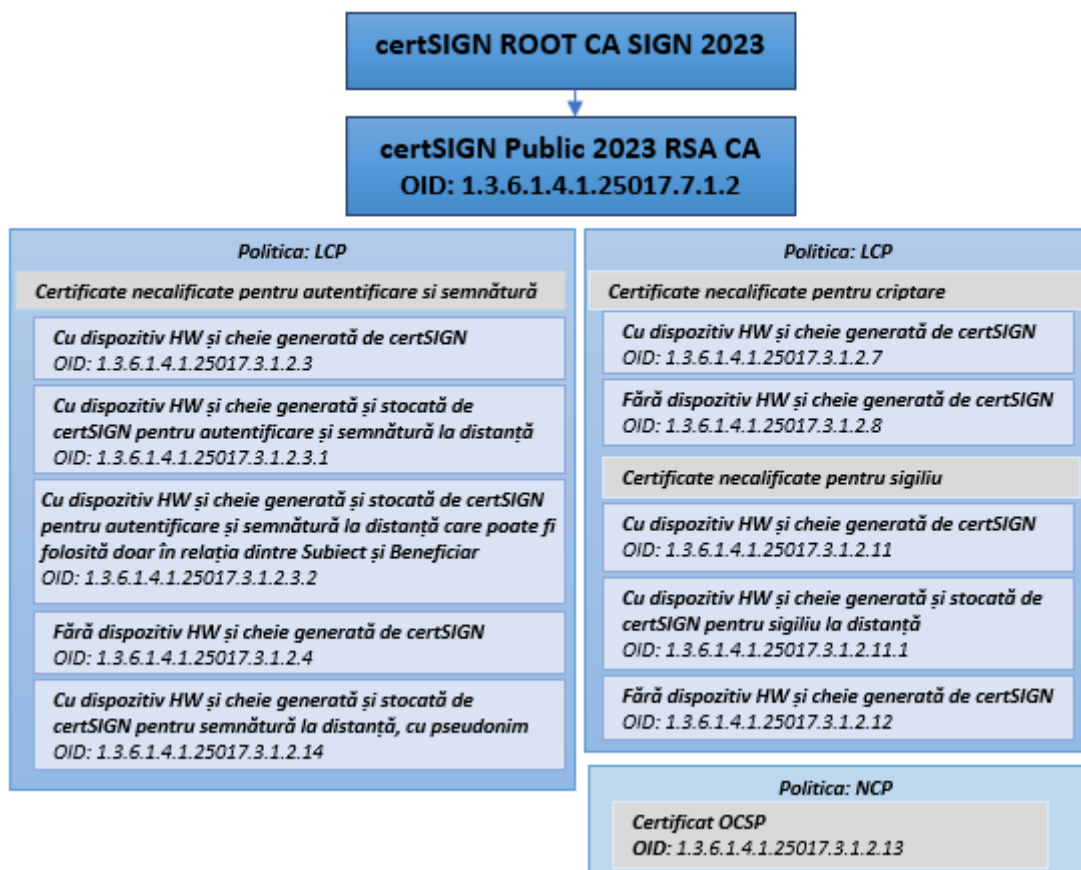 certSIGN ROOT CA SIGN 2023
certSIGN Public 2023 RSA CA
OID: 1.3.6.1.4.1.25017.7.1.2
Politica: LCP
Certificate necalificate pentru autentificare si semnătură
Cu dispozitiv HW și cheie generată de certSIGN
OID: 1.3.6.1.4.1.25017.3.1.2.3
Cu dispozitiv HW și cheie generată și stocată de
certSIGN pentru autentificare și semnătură la distanță
OID: 1.3.6.1.4.1.25017.3.1.2.3.1
Cu dispozitiv HW și cheie generată și stocată de certSIGN
pentru autentificare și semnătură la distanță care poate fi
folosită doar în relația dintre Subiect și Beneficiar
OID: 1.3.6.1.4.1.25017.3.1.2.3.2
Fără dispozitiv HW și cheie generată de certSIGN
OID: 1.3.6.1.4.1.25017.3.1.2.4
Cu dispozitiv HW și cheie generată și stocată de
certSIGN pentru semnătură la distanță, cu pseudonim
OID: 1.3.6.1.4.1.25017.3.1.2.14
Politica: LCP
Certificate necalificate pentru criptare
Cu dispozitiv HW și cheie generată de certSIGN
OID: 1.3.6.1.4.1.25017.3.1.2.7
Fără dispozitiv HW și cheie generată de certSIGN
OID: 1.3.6.1.4.1.25017.3.1.2.8
Certificate necalificate pentru sigiliu
Cu dispozitiv HW și cheie generată de certSIGN
OID: 1.3.6.1.4.1.25017.3.1.2.11
Cu dispozitiv HW și cheie generată și stocată de
certSIGN pentru sigiliu la distanță
OID: 1.3.6.1.4.1.25017.3.1.2.11.1
Fără dispozitiv HW și cheie generată de certSIGN
OID: 1.3.6.1.4.1.25017.3.1.2.12
Politica: NCP
Certificat OCSP
OID: 1.3.6.1.4.1.25017.3.1.2.13